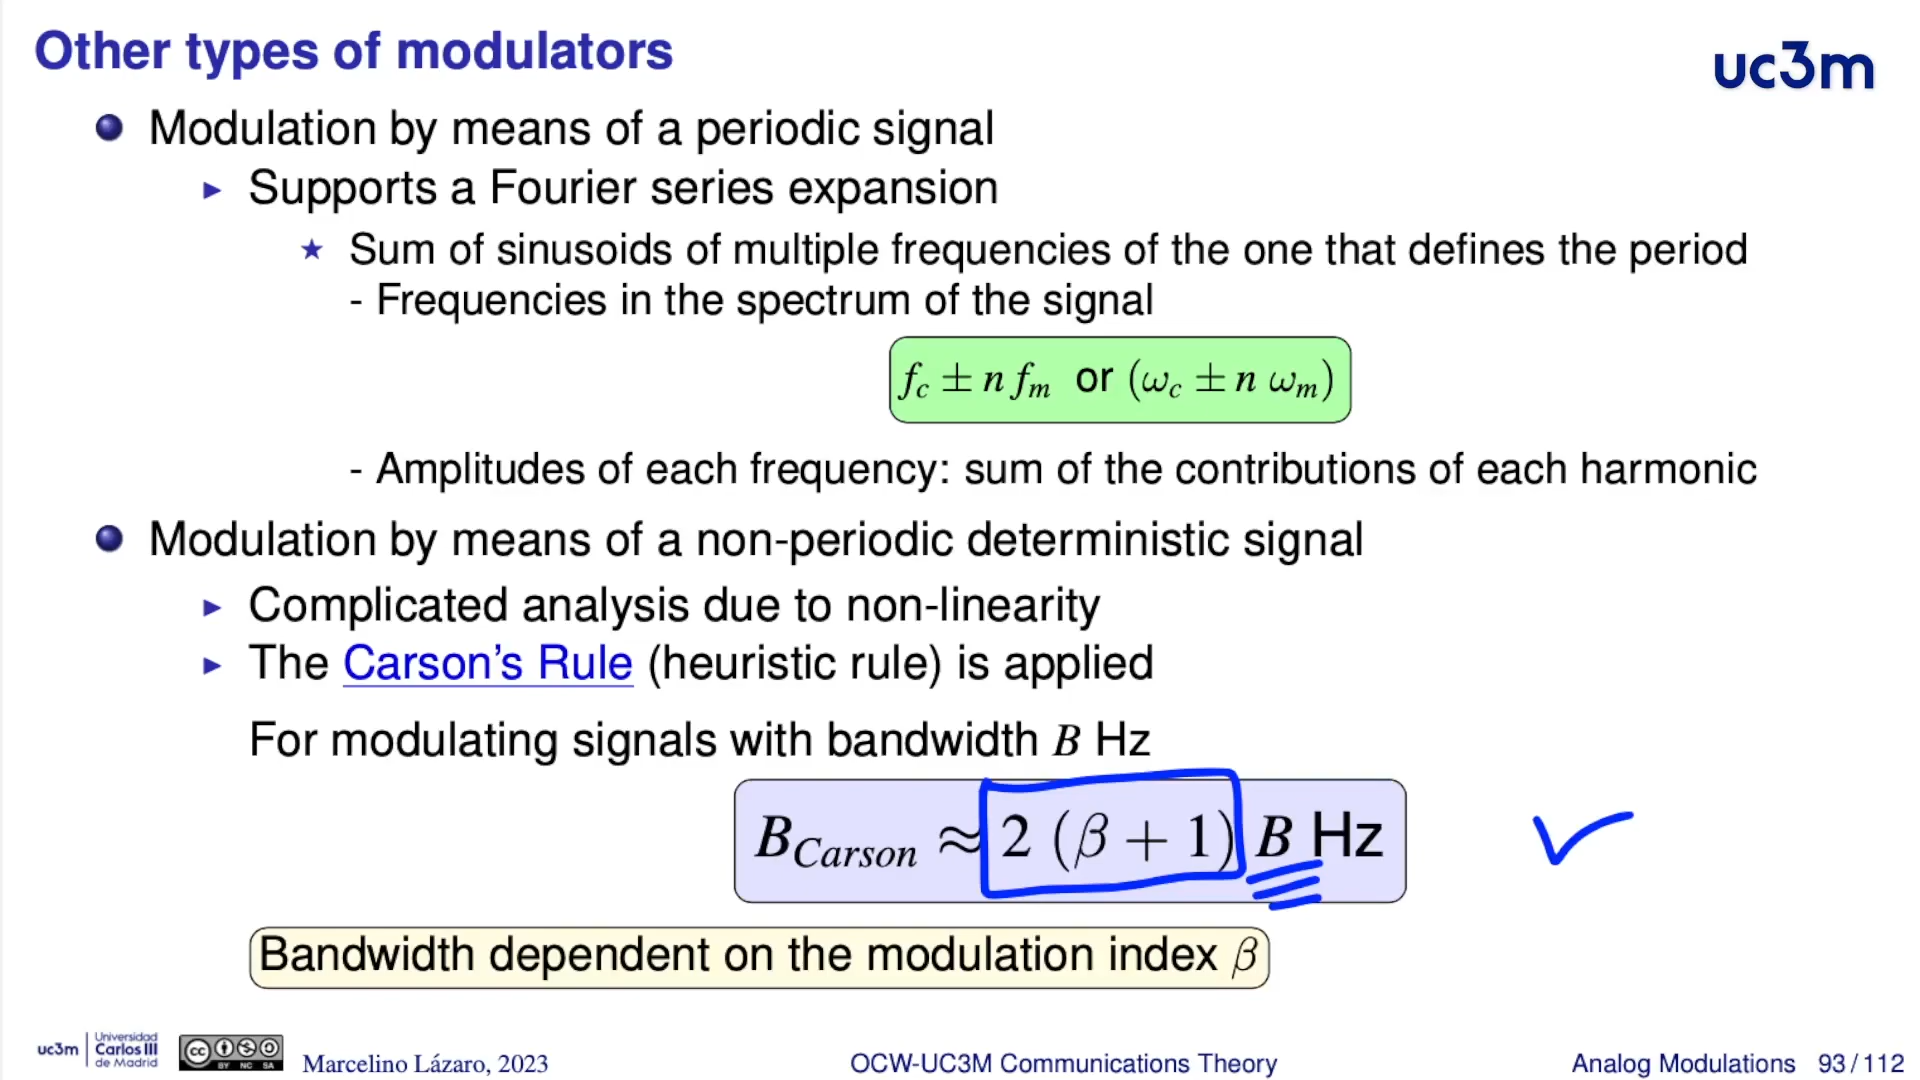 Other types of modulators
uc3m
Modulation by means of a periodic signal
Supports a Fourier series expansion
Sum of sinusoids of multiple frequencies of the one that defines the period
- Frequencies in the spectrum of the signal
f_c ± n f_m or (ω_c ± n ω_m)
- Amplitudes of each frequency: sum of the contributions of each harmonic
Modulation by means of a non-periodic deterministic signal
Complicated analysis due to non-linearity
The Carson's Rule (heuristic rule) is applied
For modulating signals with bandwidth B Hz
B_Carson ≈ 2 (β + 1) B Hz
Bandwidth dependent on the modulation index β
uc3m
Universidad
Carlos III
de Madrid
cc
BY NC SA
Marcelino Lázaro, 2023
OCW-UC3M Communications Theory
Analog Modulations 93 / 112